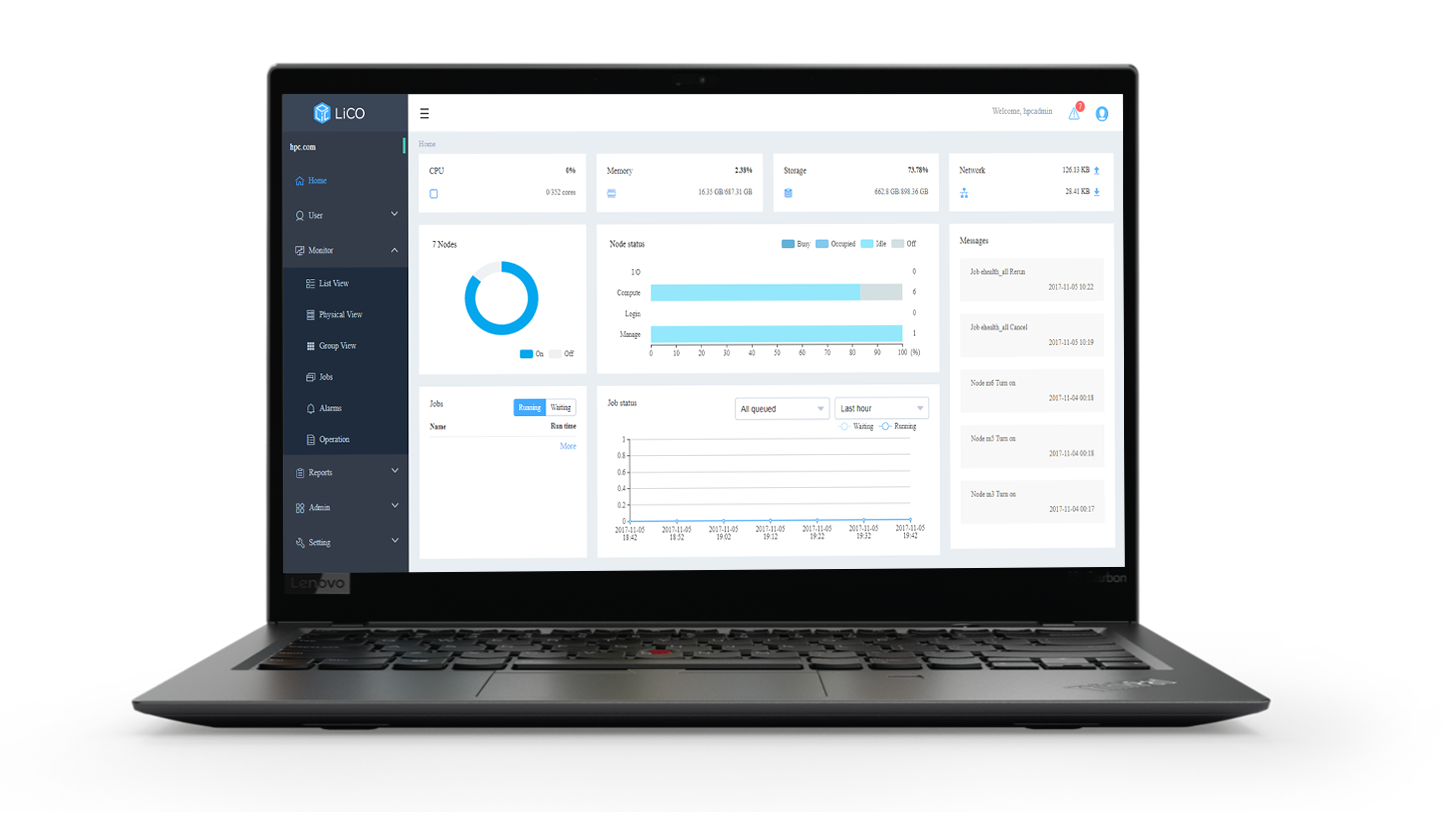 LiCO
Welcome, hpcadmin
7
hpc.com
Home
User
Monitor
List View
Physical View
Group View
Jobs
Alarms
Operation
Reports
Admin
Setting
Home
CPU 0%
0/352 cores
Memory 2.38%
16.35 GB/687.31 GB
Storage 73.78%
662.8 GB/898.36 GB
Network 126.13 KB
28.41 KB
7 Nodes
On Off
Node status
Busy Occupied Idle Off
I/O 0
Compute 6
Login 0
Manage 1
0 10 20 30 40 50 60 70 80 90 100 (%)
Jobs
Running Waiting
Name Run time
More
Job status
All queued
Last hour
Waiting Running
1
0.8
0.6
0.4
0.2
0
2017-11-05 2017-11-05 2017-11-05 2017-11-05 2017-11-05 2017-11-05 2017-11-05
18:42 18:52 19:02 19:12 19:22 19:32 19:42
Messages
Job ehealth_all Rerun
2017-11-05 10:22
Job ehealth_all Cancel
2017-11-05 10:19
Node m6 Turn on
2017-11-04 00:18
Node m5 Turn on
2017-11-04 00:18
Node m3 Turn on
2017-11-04 00:17
Lenovo
ThinkPad